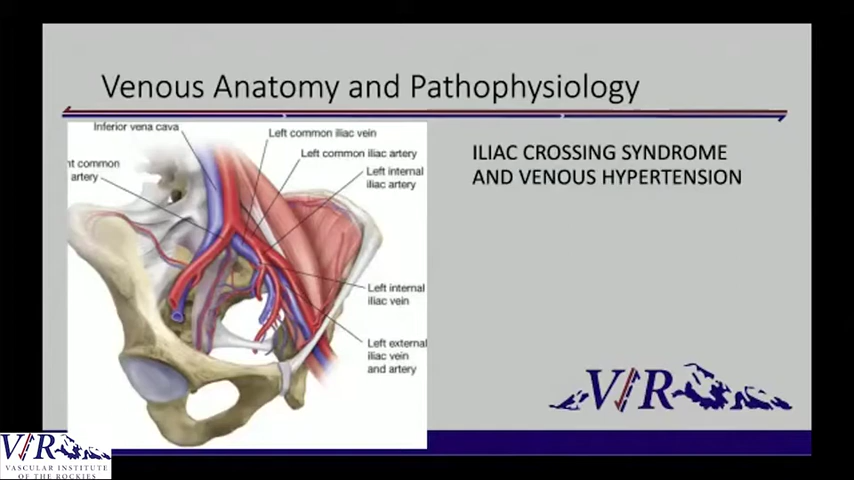 Venous Anatomy and Pathophysiology
Inferior vena cava
Left common iliac vein
Left common iliac artery
nt common
artery
Left internal
iliac artery
Left internal
iliac vein
Left external
iliac vein
and artery
ILIAC CROSSING SYNDROME
AND VENOUS HYPERTENSION
VIR
VIR
VASCULAR INSTITUTE
OF THE ROCKIES